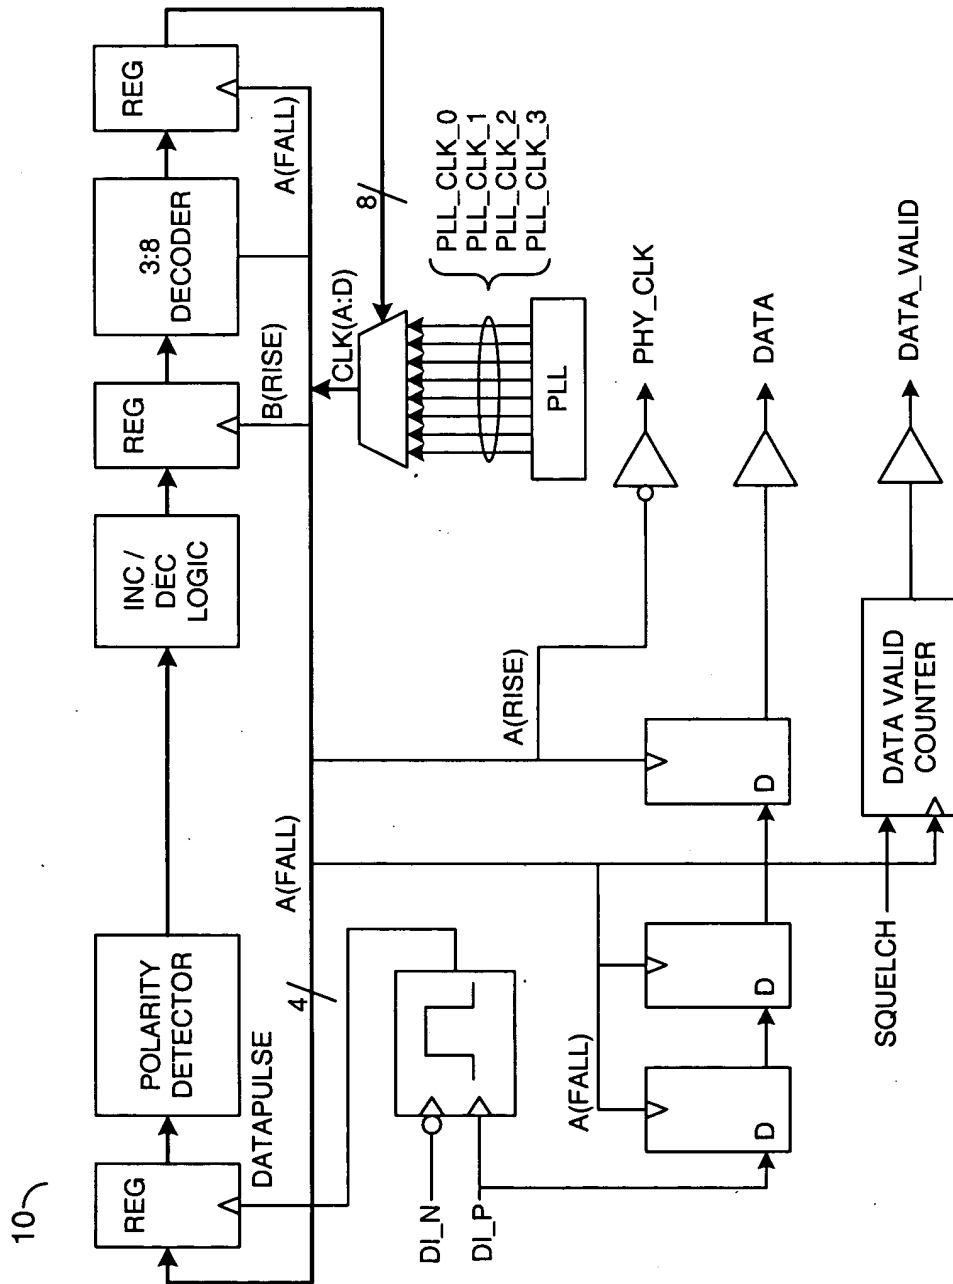 10
REG
POLARITY
DETECTOR
INC /
DEC
LOGIC
REG
3:8
DECODER
REG
DATAPULSE
4
A(FALL)
B(RISE)
A(FALL)
CLK(A:D)
8
PLL
PLL_CLK_0
PLL_CLK_1
PLL_CLK_2
PLL_CLK_3
DI_N
DI_P
A(FALL)
A(RISE)
D
D
D
PHY_CLK
DATA
SQUELCH
DATA VALID
COUNTER
DATA_VALID